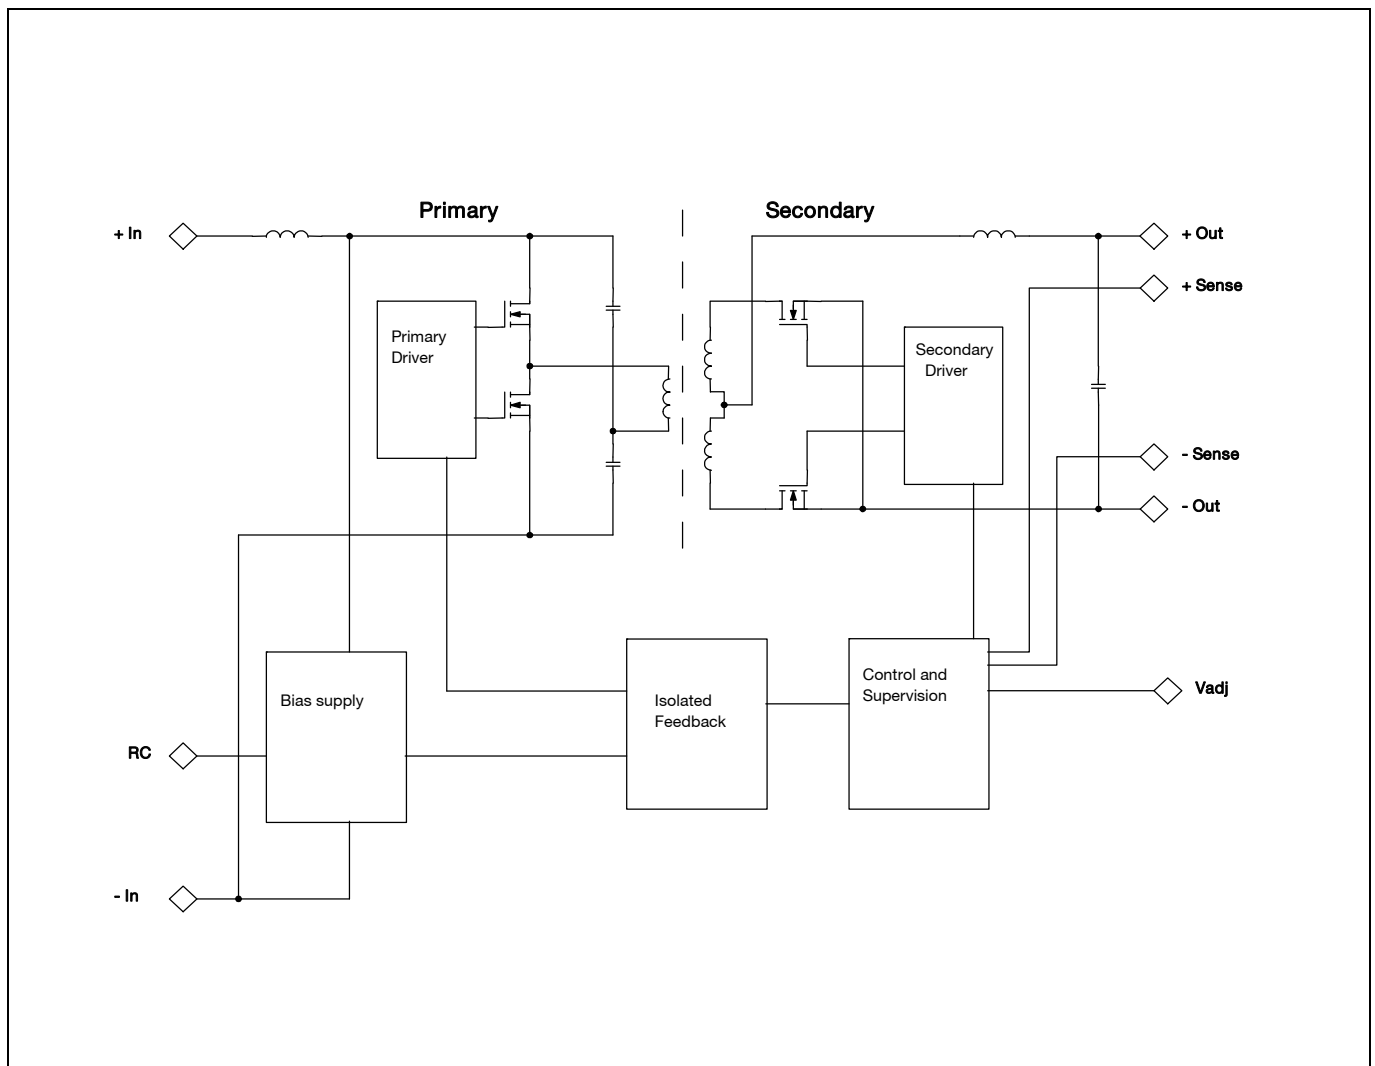 Primary
Secondary
+ In
+ Out
+ Sense
Primary
Driver
Secondary
Driver
- Sense
- Out
Bias supply
Isolated
Feedback
Control and
Supervision
Vadj
RC
- In